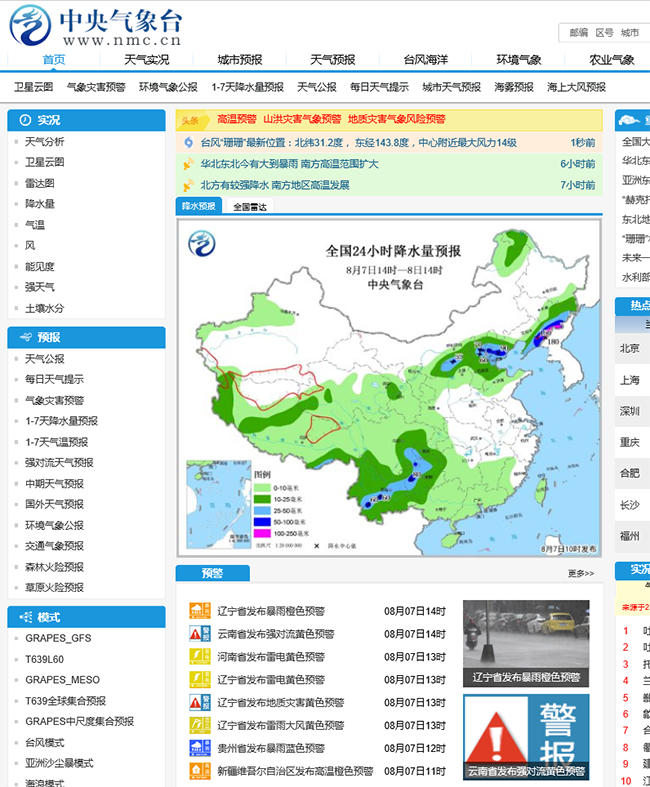 中央气象台
www.nmc.cn
邮编 区号 城市
首页 天气实况 城市预报 天气预报 台风海洋 环境气象 农业气象
卫星云图 气象灾害预警 环境气象公报 1-7天降水量预报 天气公报 每日天气提示 城市天气预报 海雾预报 海上大风预报
实况
天气分析
卫星云图
雷达图
降水量
气温
风
能见度
强天气
土壤水分
预报
天气公报
每日天气提示
气象灾害预警
1-7天降水量预报
1-7天气温预报
强对流天气预报
中期天气预报
国外天气预报
环境气象公报
交通气象预报
森林火险预报
草原火险预报
模式
GRAPES_GFS
T639L60
GRAPES_MESO
T639全球集合预报
GRAPES中尺度集合预报
台风模式
亚洲沙尘暴模式
海浪模式
头条 高温预警 山洪灾害气象预警 地质灾害气象风险预警
台风"珊珊"最新位置：北纬31.2度， 东经143.8度，中心附近最大风力14级 1秒前
华北东北今有大到暴雨 南方高温范围扩大 6小时前
北方有较强降水 南方地区高温发展 7小时前
降水预报 全国雷达
全国24小时降水量预报
8月7日14时—8日14时
中央气象台
180
图例
0-10毫米
10-25毫米
25-50毫米
50-100毫米
100-250毫米
8月7日10时发布
预警
更多>>
辽宁省发布暴雨橙色预警 08月07日14时
云南省发布强对流黄色预警 08月07日14时
河南省发布雷电黄色预警 08月07日13时
辽宁省发布雷电黄色预警 08月07日13时
辽宁省发布地质灾害黄色预警 08月07日13时
辽宁省发布雷雨大风黄色预警 08月07日13时
贵州省发布暴雨蓝色预警 08月07日12时
新疆维吾尔自治区发布高温橙色预警 08月07日11时
辽宁省发布暴雨橙色预警
警报
云南省发布强对流黄色预警
全国大
华北东
亚洲东
"赫克托
东北地
"珊珊"
未来一
水利部
热点
北京
上海
深圳
重庆
合肥
长沙
福州
实况
来源于2
1
2
3
4
5
6
7
8
9
10